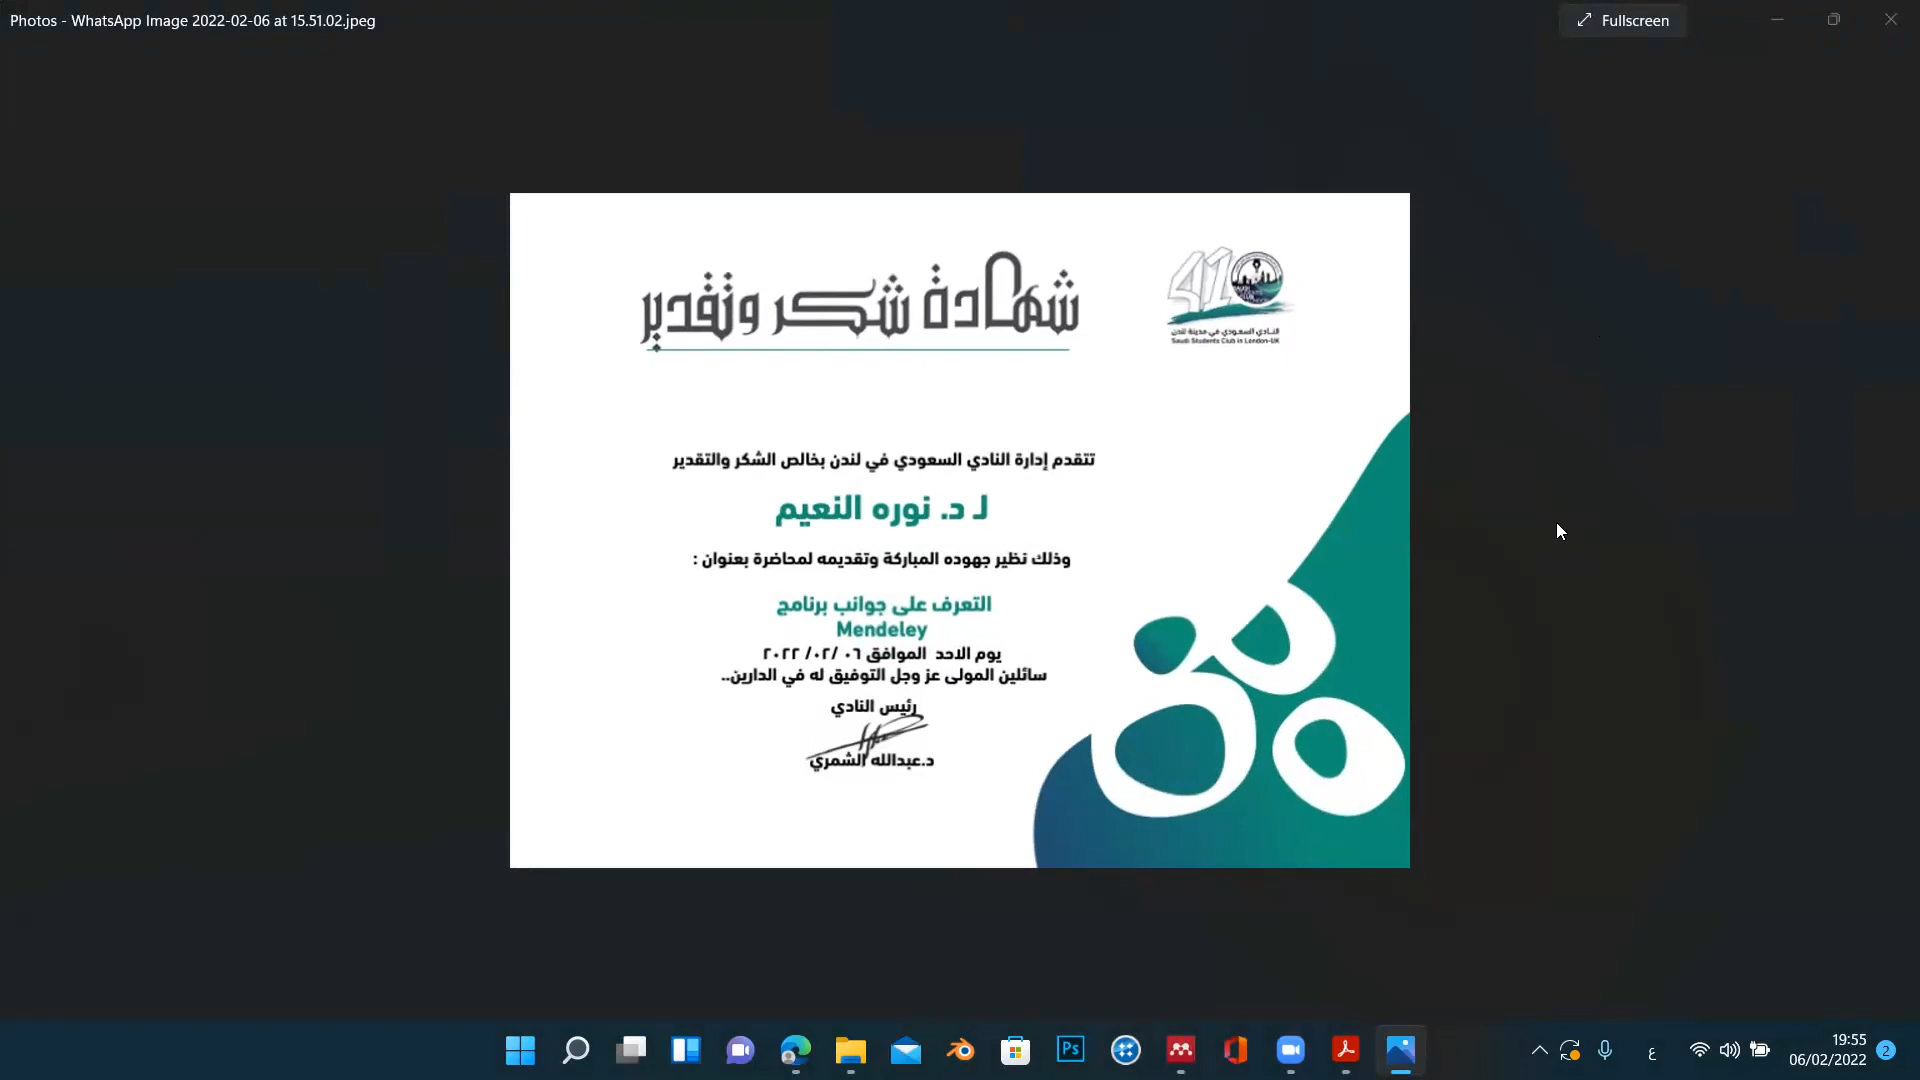 Photos - WhatsApp Image 2022-02-06 at 15.51.02.jpeg
Fullscreen
شهادة شكر وتقدير
النادي السعودي في مدينة لندن
Saudi Students Club in London-UK
تتقدم إدارة النادي السعودي في لندن بخالص الشكر والتقدير
لـ د. نوره النعيم
وذلك نظير جهوده المباركة وتقديمه لمحاضرة بعنوان :
التعرف على جوانب برنامج
Mendeley
يوم الاحد الموافق ٠٦ /٠٢/ ٢٠٢٢
سائلين المولى عز وجل التوفيق له في الدارين..
رئيس النادي
د.عبدالله الشمري
Ps
ع
19:55
06/02/2022
2